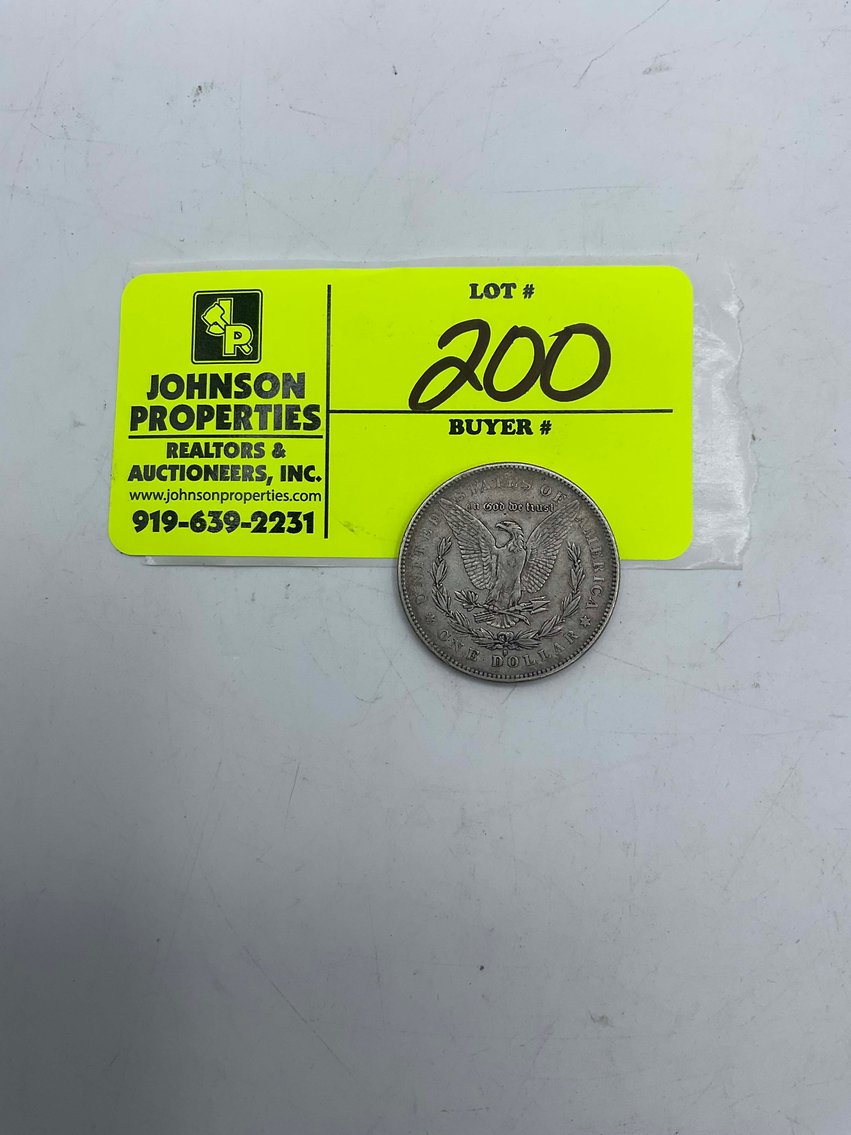 JP
JOHNSON
PROPERTIES
REALTORS &
AUCTIONEERS, INC.
www.johnsonproperties.com
919-639-2231
LOT #
200
BUYER #
UNITED STATES OF AMERICA
In God we trust
ONE DOLLAR